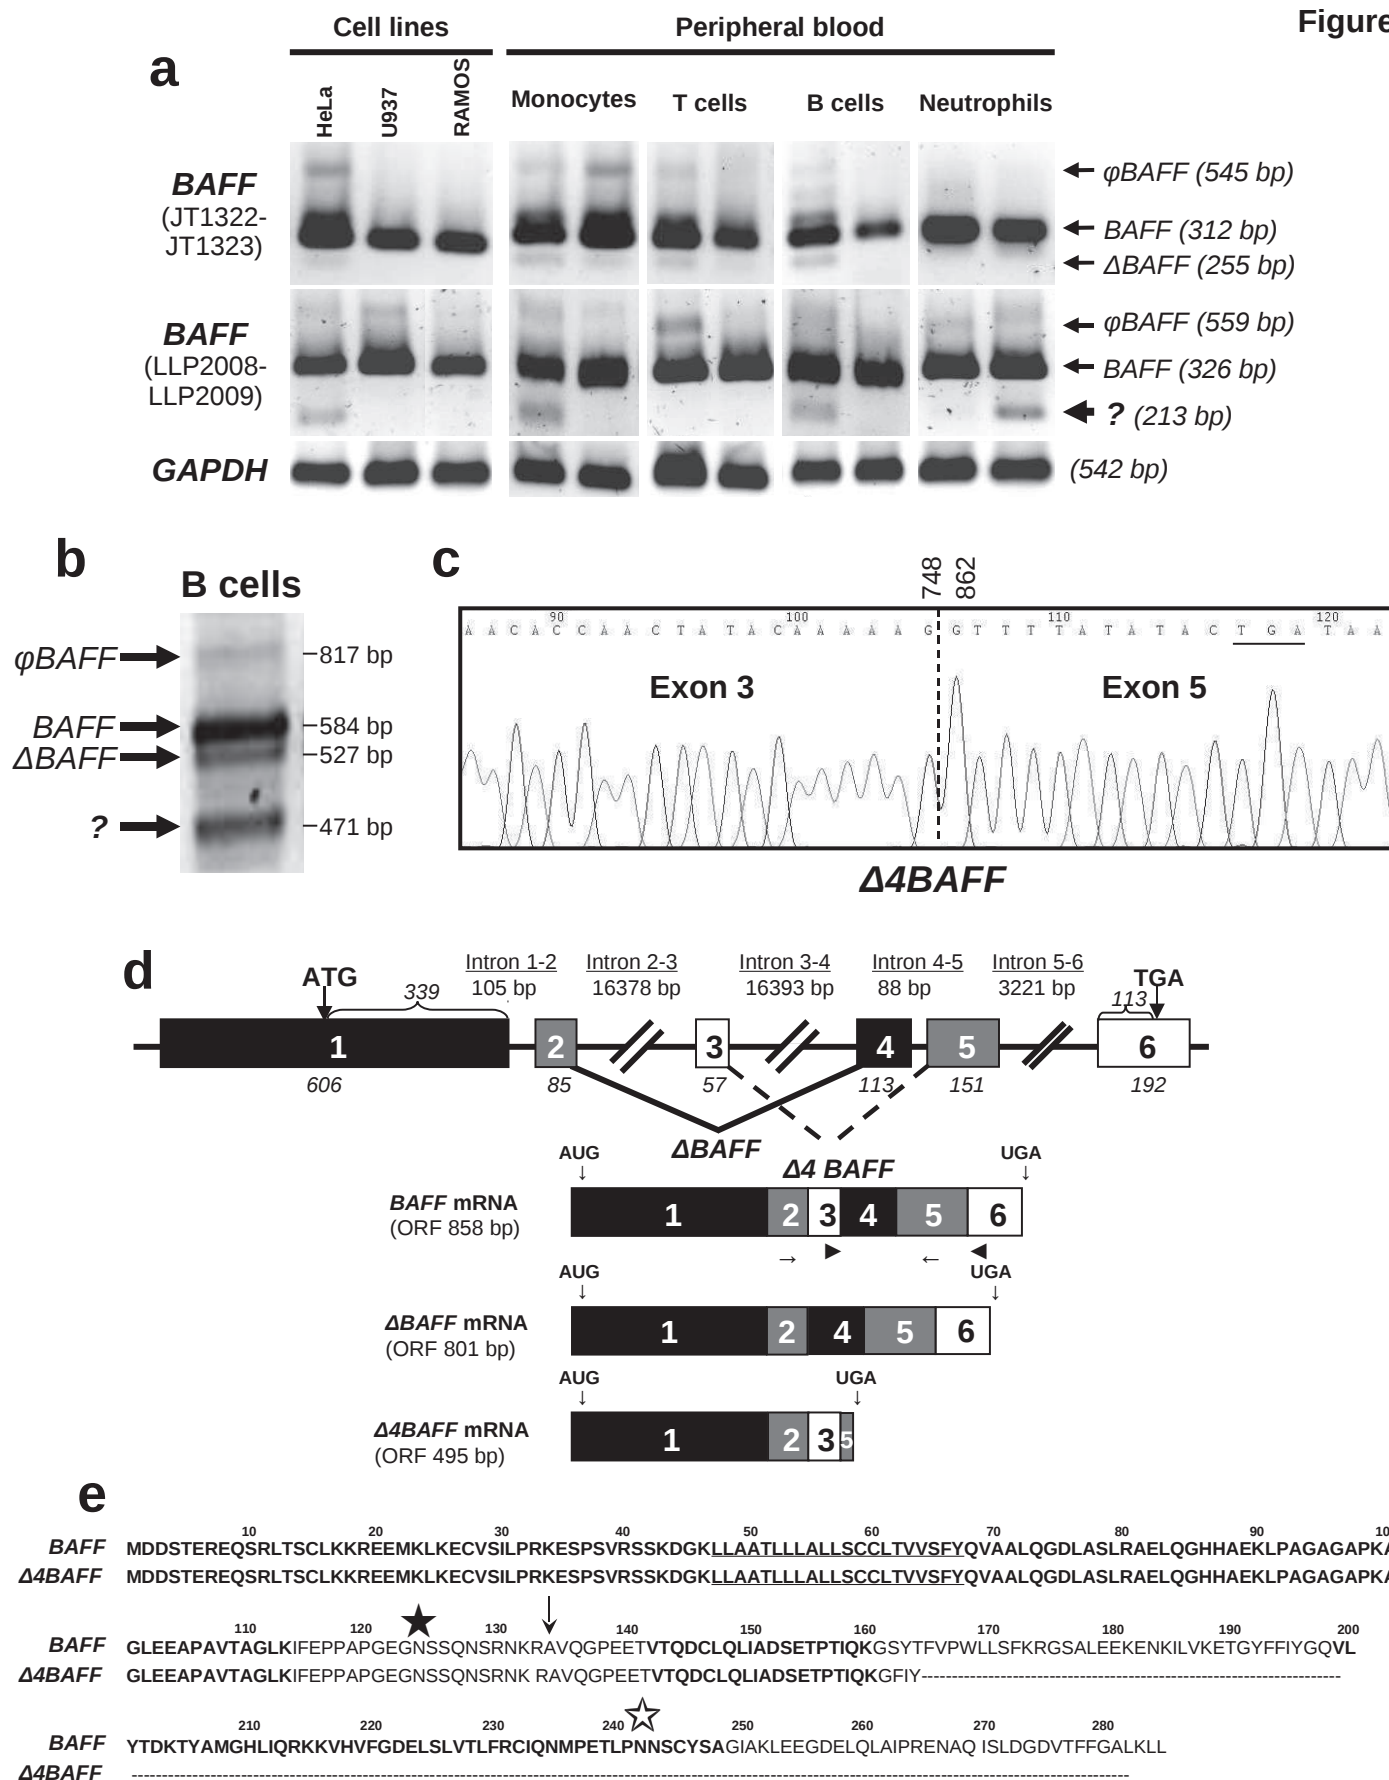 Figure
Cell lines
Peripheral blood
a
HeLa
U937
RAMOS
Monocytes
T cells
B cells
Neutrophils
BAFF
(JT1322-
JT1323)
φBAFF (545 bp)
BAFF (312 bp)
ΔBAFF (255 bp)
BAFF
(LLP2008-
LLP2009)
φBAFF (559 bp)
BAFF (326 bp)
? (213 bp)
GAPDH
(542 bp)
b
B cells
φBAFF
817 bp
BAFF
584 bp
ΔBAFF
527 bp
?
471 bp
c
748
862
90 100 110 120
A A C A C C A A C T A T A C A A A A A G G T T T T A T A T A C T G A T A A
Exon 3
Exon 5
Δ4BAFF
d
ATG
339
Intron 1-2
105 bp
Intron 2-3
16378 bp
Intron 3-4
16393 bp
Intron 4-5
88 bp
Intron 5-6
3221 bp
TGA
113
1 2 3 4 5 6
606 85 57 113 151 192
ΔBAFF
Δ4 BAFF
AUG UGA
BAFF mRNA
(ORF 858 bp)
1 2 3 4 5 6
AUG UGA
ΔBAFF mRNA
(ORF 801 bp)
1 2 4 5 6
AUG UGA
Δ4BAFF mRNA
(ORF 495 bp)
1 2 3 5
e
10 20 30 40 50 60 70 80 90 10
BAFF MDDSTEREQSRLTSCLKKREEMKLKECVSILPRKESPSVRSSKDGKLLAATLLLALLSCCLTVVSFYQVAALQGDLASLRAELQGHHAEKLPAGAGAPKA
Δ4BAFF MDDSTEREQSRLTSCLKKREEMKLKECVSILPRKESPSVRSSKDGKLLAATLLLALLSCCLTVVSFYQVAALQGDLASLRAELQGHHAEKLPAGAGAPKA
110 120 130 140 150 160 170 180 190 200
BAFF GLEEAPAVTAGLKIFEPPAPGEGNSSQNSRNKRAVQGPEETVTQDCLQLIADSETPTIQKGSYTFVPWLLSFKRGSALEEKENKILVKETGYFFIYGQVL
Δ4BAFF GLEEAPAVTAGLKIFEPPAPGEGNSSQNSRNK RAVQGPEETVTQDCLQLIADSETPTIQKGFIY--------------------------------------------------------------------------------
210 220 230 240 250 260 270 280
BAFF YTDKTYAMGHLIQRKKVHVFGDELSLVTLFRCIQNMPETLPNNSCYSAGIAKLEEGDELQLAIPRENAQ ISLDGDVTFFGALKLL
Δ4BAFF --------------------------------------------------------------------------------